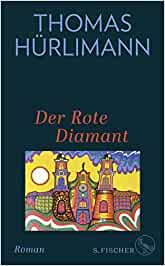 THOMAS
HÜRLIMANN
Der Rote
Diamant
Roman
S. FISCHER